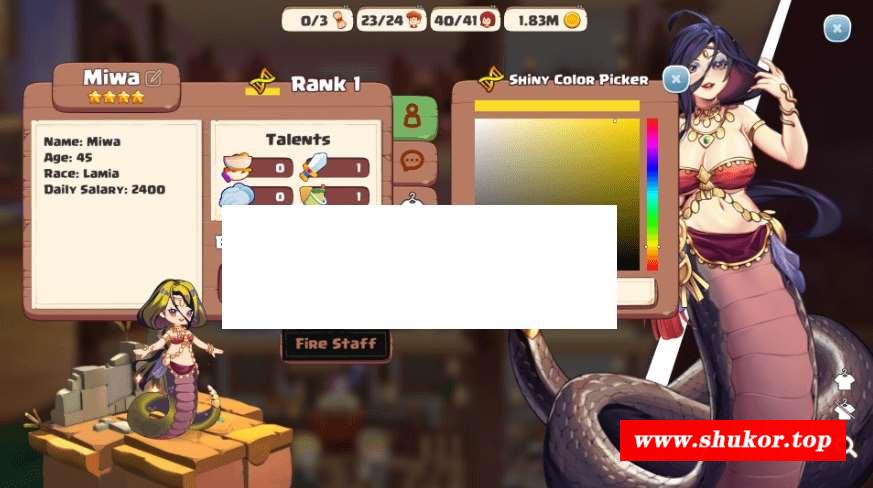 0/3
23/24
40/41
1.83M
Miwa
Rank 1
Shiny Color Picker
Name: Miwa
Age: 45
Race: Lamia
Daily Salary: 2400
Talents
0
1
0
1
Fire Staff
www.shukor.top